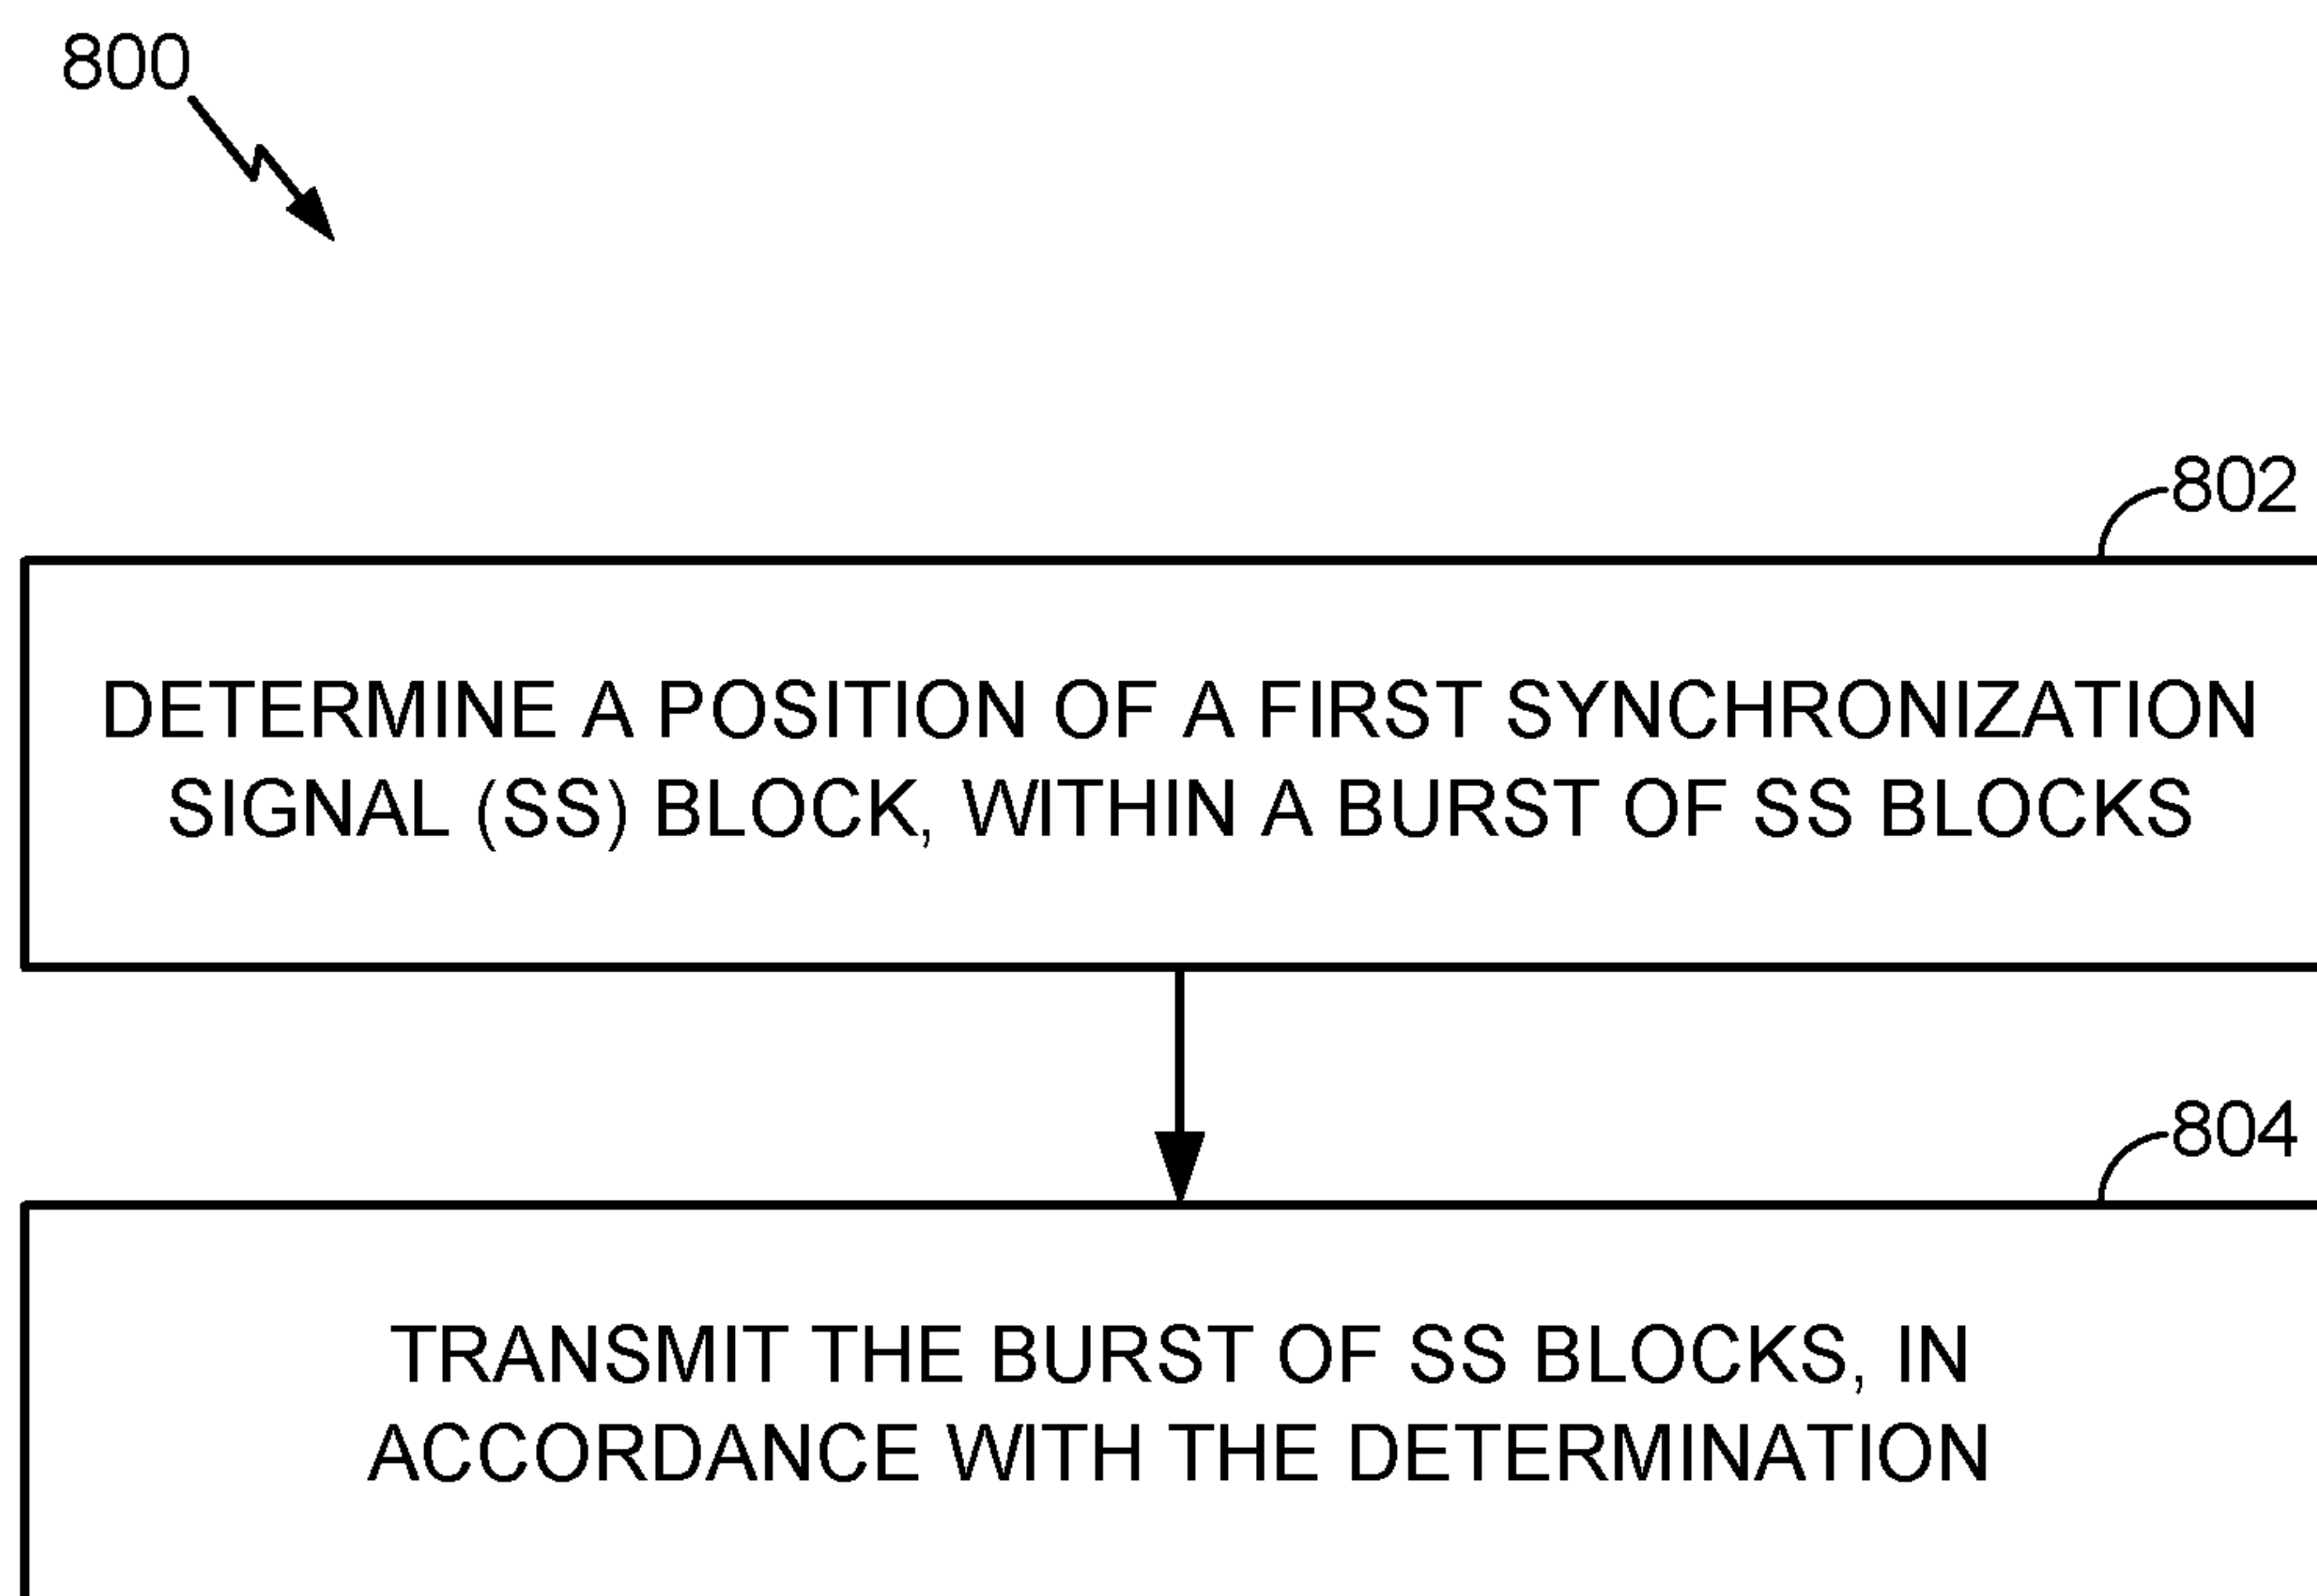 800
802
DETERMINE A POSITION OF A FIRST SYNCHRONIZATION
SIGNAL (SS) BLOCK, WITHIN A BURST OF SS BLOCKS
804
TRANSMIT THE BURST OF SS BLOCKS, IN
ACCORDANCE WITH THE DETERMINATION